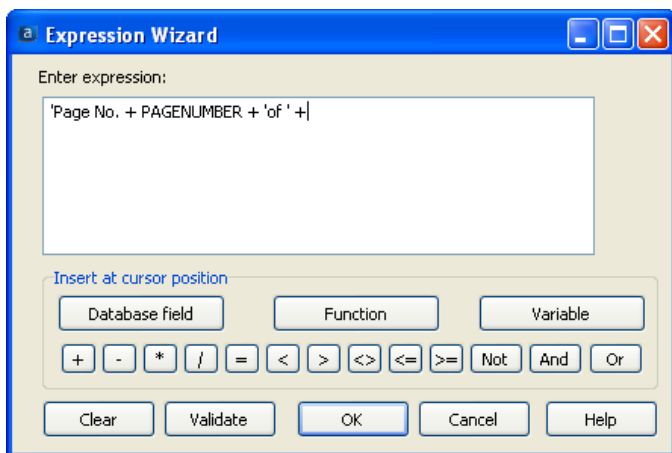 a Expression Wizard
Enter expression:
'Page No. + PAGENUMBER + 'of ' +
Insert at cursor position
Database field Function Variable
+ - * / = < > <> <= >= Not And Or
Clear Validate OK Cancel Help